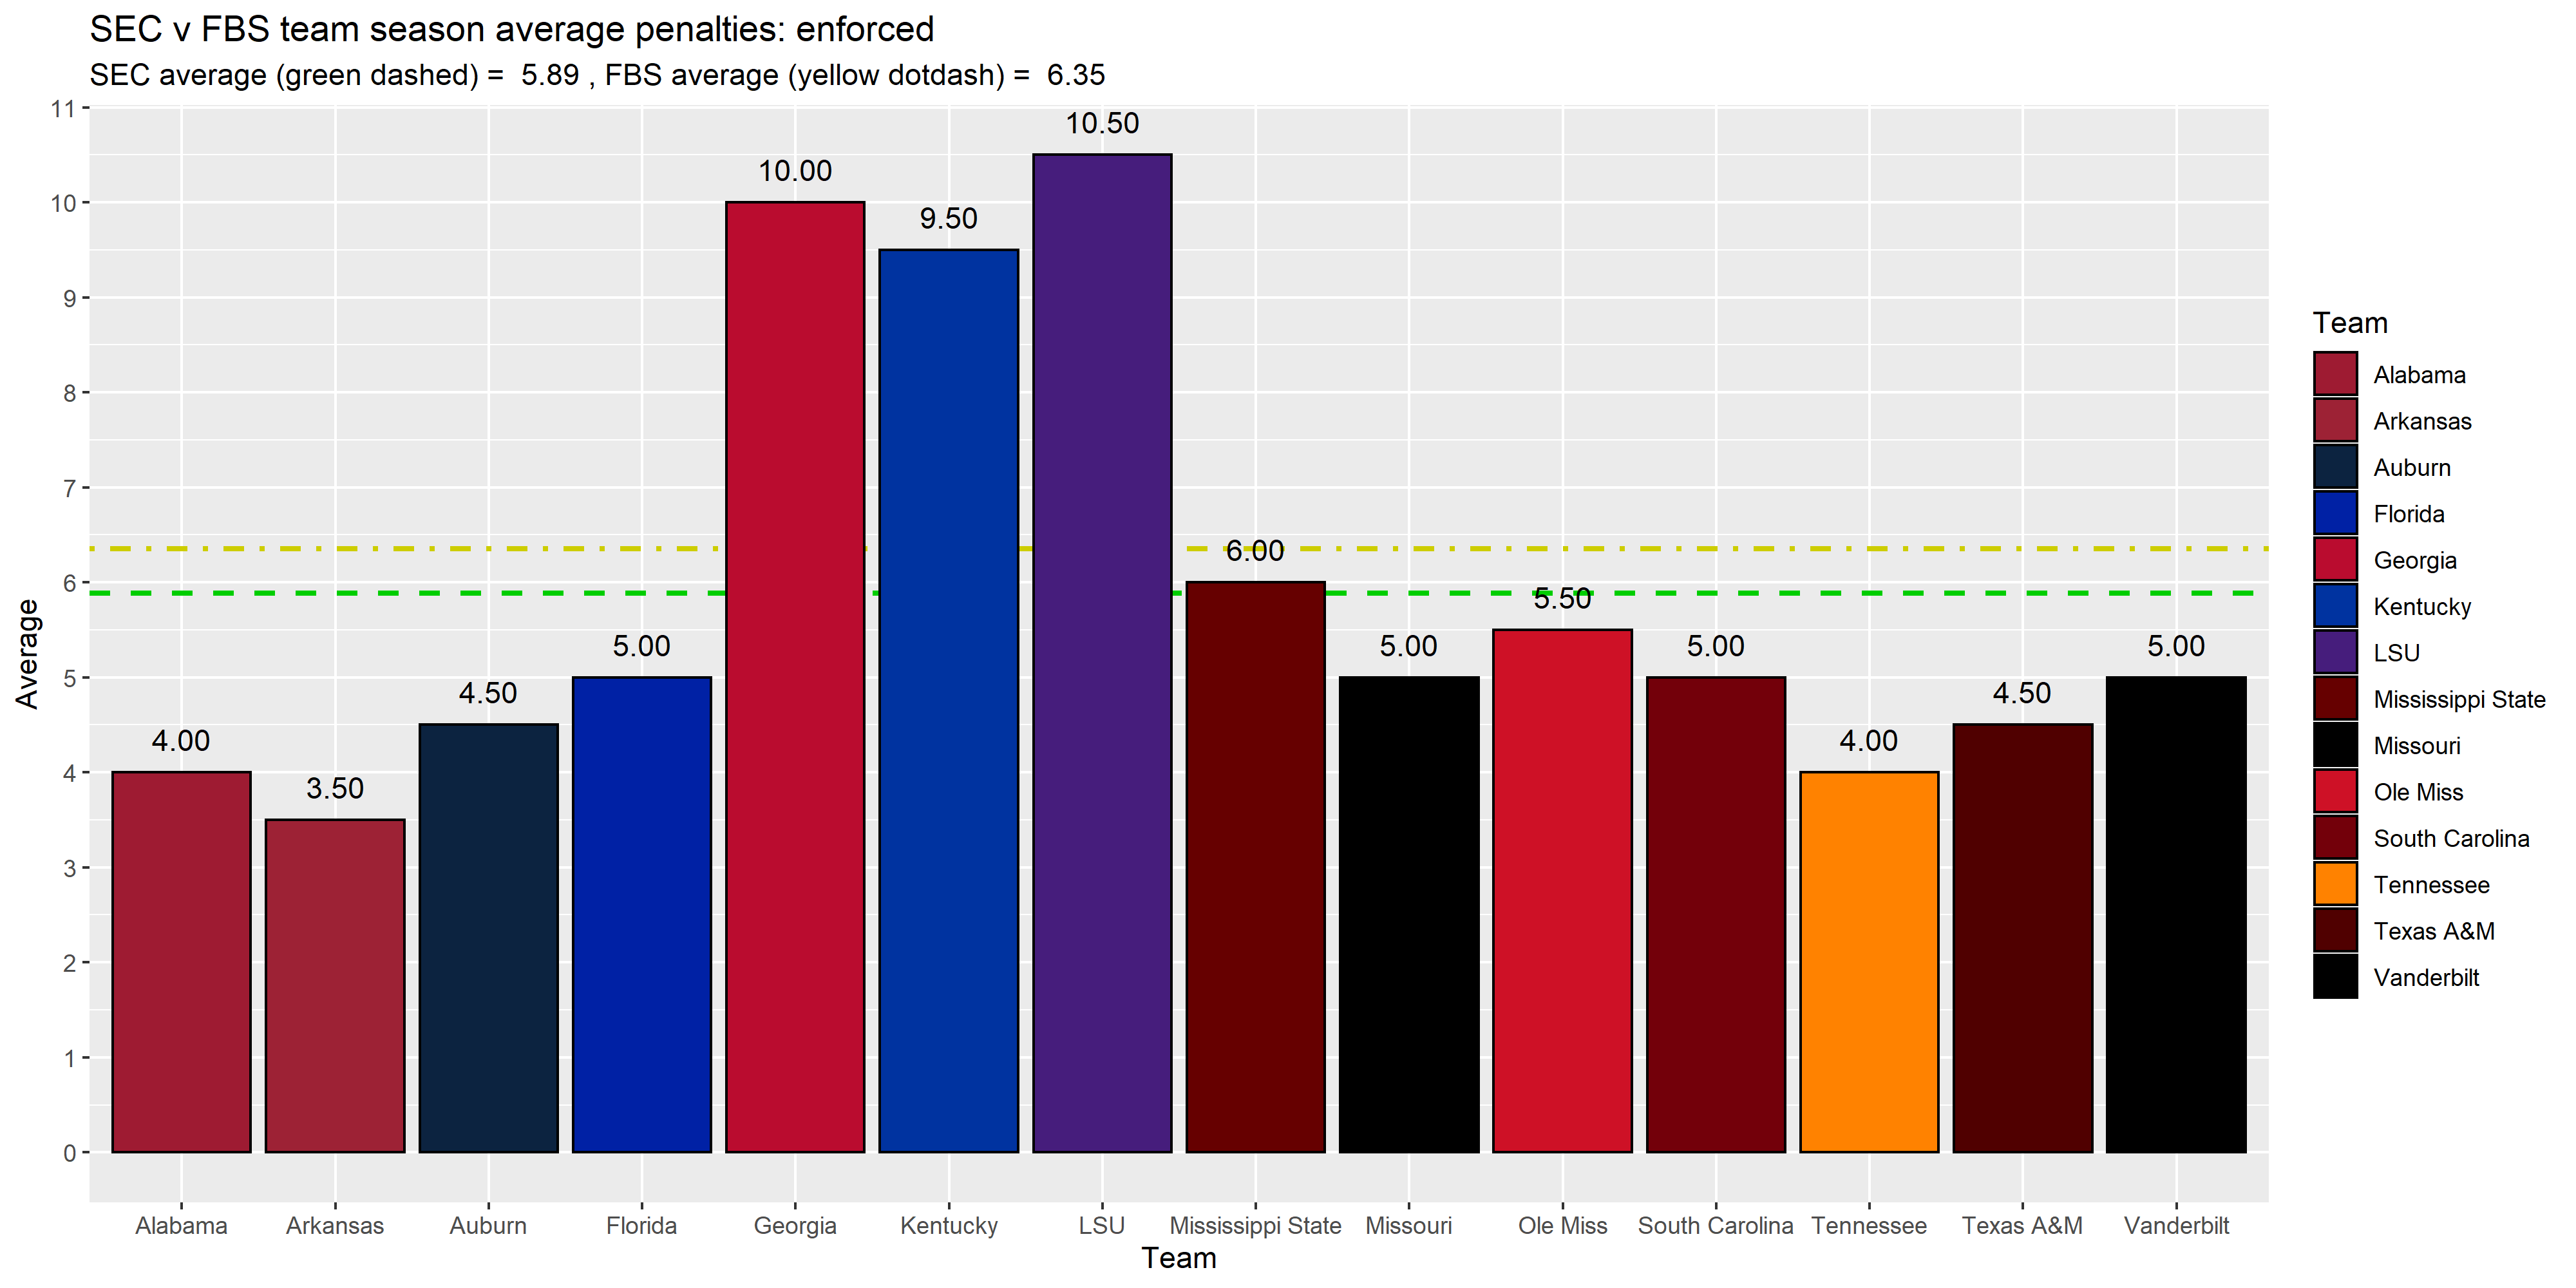 SEC v FBS team season average penalties: enforced
SEC average (green dashed) =  5.89 , FBS average (yellow dotdash) =  6.35
Average
11
10
9
8
7
6
5
4
3
2
1
0
4.00
3.50
4.50
5.00
10.00
9.50
10.50
6.00
5.00
5.50
5.00
4.00
4.50
5.00
Alabama Arkansas Auburn Florida Georgia Kentucky LSU Mississippi State Missouri Ole Miss South Carolina Tennessee Texas A&M Vanderbilt
Team
Team
Alabama
Arkansas
Auburn
Florida
Georgia
Kentucky
LSU
Mississippi State
Missouri
Ole Miss
South Carolina
Tennessee
Texas A&M
Vanderbilt